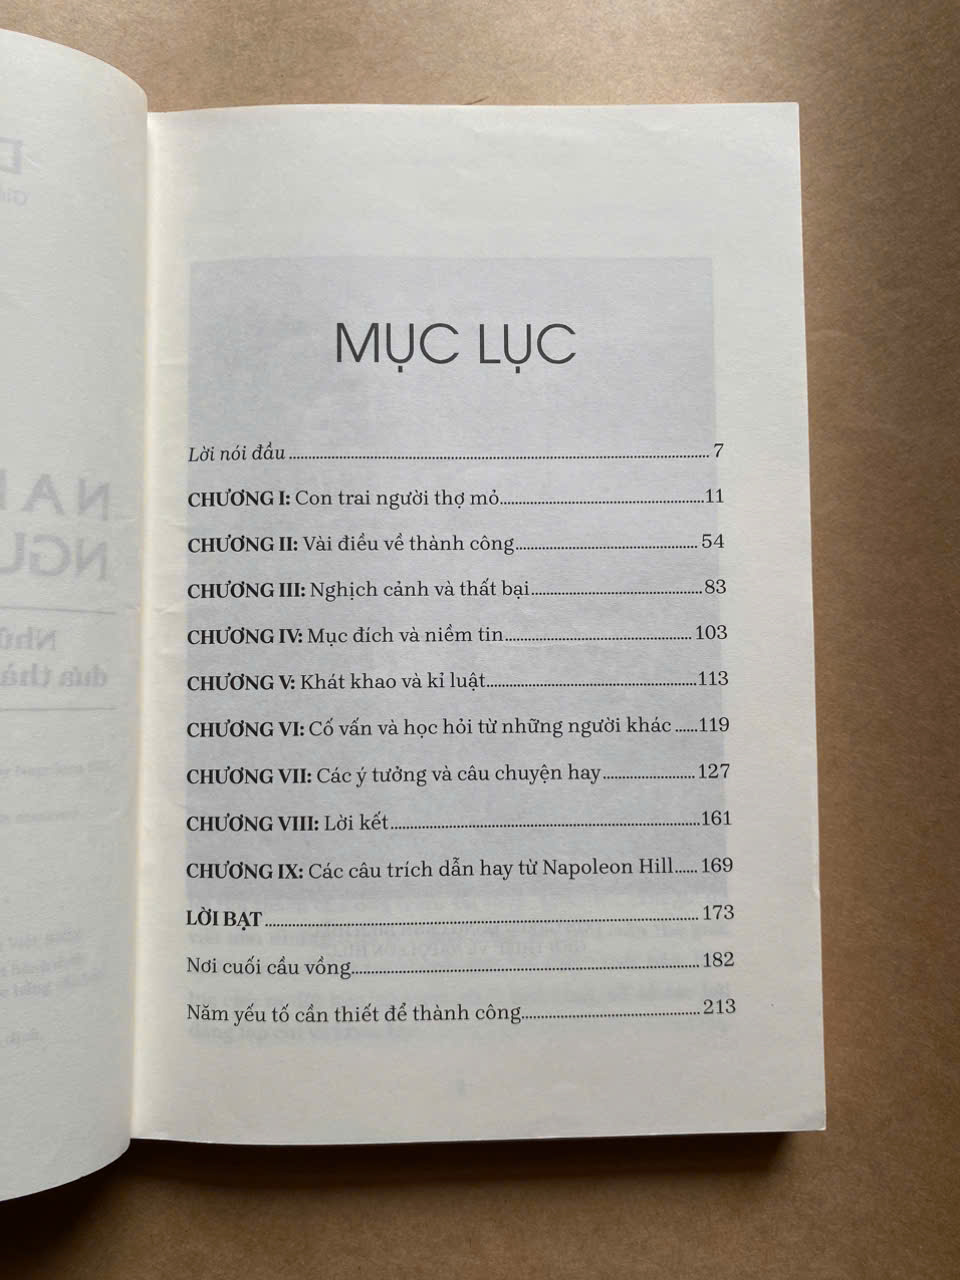 MỤC LỤC
Lời nói đầu ........ 7
CHƯƠNG I: Con trai người thợ mỏ........11
CHƯƠNG II: Vài điều về thành công........ 54
CHƯƠNG III: Nghịch cảnh và thất bại........83
CHƯƠNG IV: Mục đích và niềm tin........ 103
CHƯƠNG V: Khát khao và kỉ luật........113
CHƯƠNG VI: Cố vấn và học hỏi từ những người khác ......119
CHƯƠNG VII: Các ý tưởng và câu chuyện hay........ 127
CHƯƠNG VIII: Lời kết........161
CHƯƠNG IX: Các câu trích dẫn hay từ Napoleon Hill...... 169
LỜI BẠT........ 173
Nơi cuối cầu vồng........ 182
Năm yếu tố cần thiết để thành công........ 213